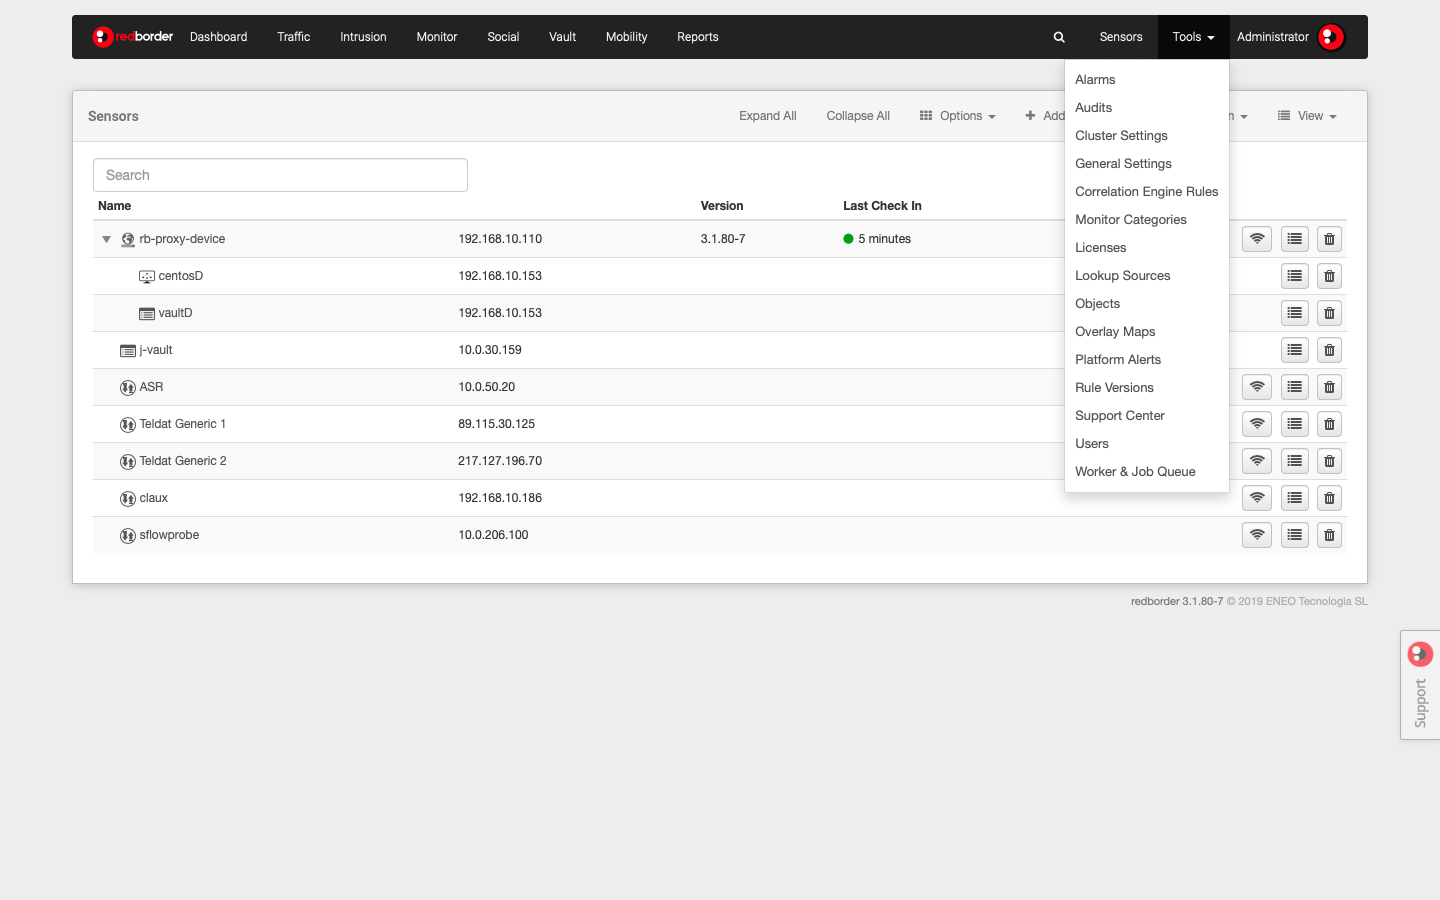 redborder Dashboard Traffic Intrusion Monitor Social Vault Mobility Reports Sensors Tools Administrator
Sensors Expand All Collapse All Options Add n View
Alarms
Audits
Cluster Settings
General Settings
Correlation Engine Rules
Monitor Categories
Licenses
Lookup Sources
Objects
Overlay Maps
Platform Alerts
Rule Versions
Support Center
Users
Worker & Job Queue
Search
Name Version Last Check In
rb-proxy-device 192.168.10.110 3.1.80-7 5 minutes
centosD 192.168.10.153
vaultD 192.168.10.153
j-vault 10.0.30.159
ASR 10.0.50.20
Teldat Generic 1 89.115.30.125
Teldat Generic 2 217.127.196.70
claux 192.168.10.186
sflowprobe 10.0.206.100
redborder 3.1.80-7 © 2019 ENEO Tecnologia SL
Support